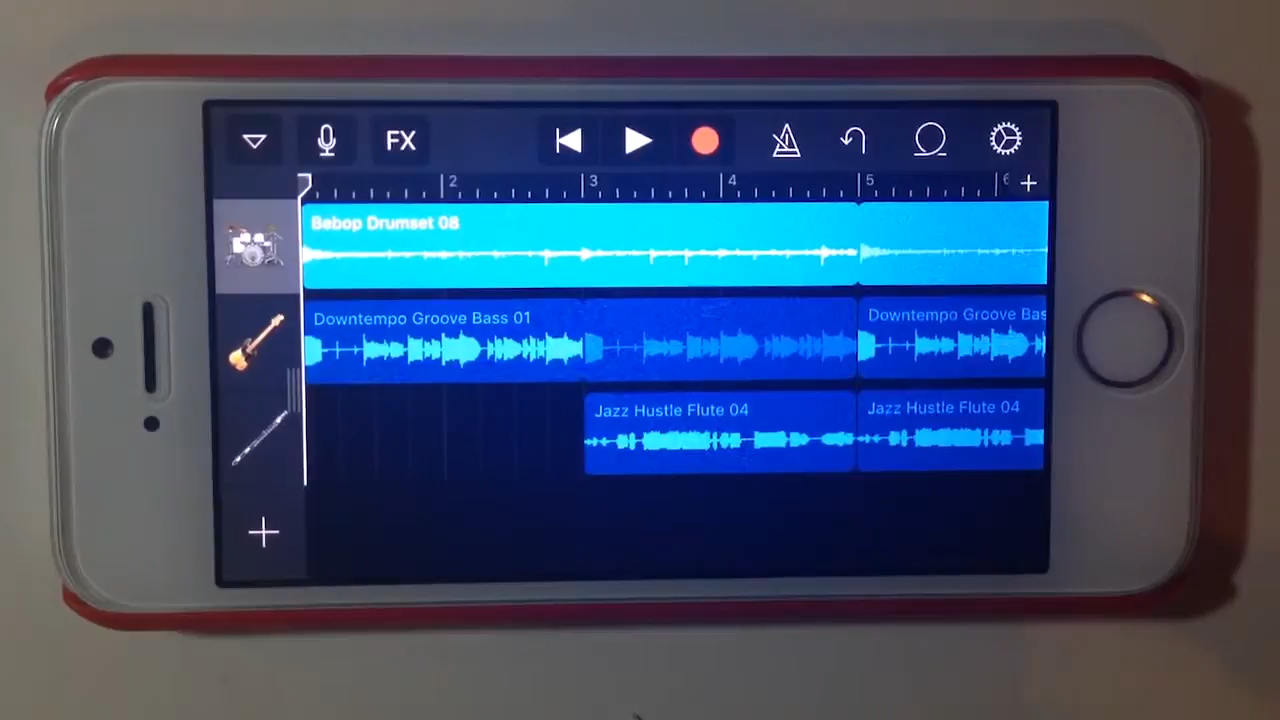 FX
2 3 4 5 6
Bebop Drumset 08
Downtempo Groove Bass 01 Downtempo Groove Bas
Jazz Hustle Flute 04 Jazz Hustle Flute 04